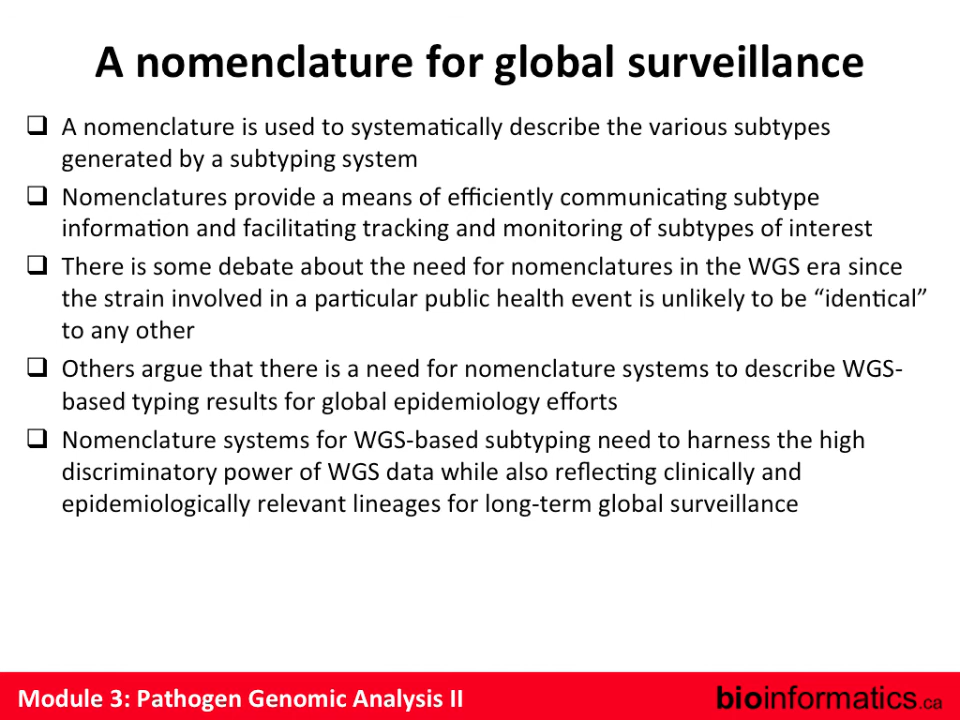 A nomenclature for global surveillance
❑ A nomenclature is used to systematically describe the various subtypes
generated by a subtyping system
❑ Nomenclatures provide a means of efficiently communicating subtype
information and facilitating tracking and monitoring of subtypes of interest
❑ There is some debate about the need for nomenclatures in the WGS era since
the strain involved in a particular public health event is unlikely to be “identical”
to any other
❑ Others argue that there is a need for nomenclature systems to describe WGS-
based typing results for global epidemiology efforts
❑ Nomenclature systems for WGS-based subtyping need to harness the high
discriminatory power of WGS data while also reflecting clinically and
epidemiologically relevant lineages for long-term global surveillance
Module 3: Pathogen Genomic Analysis II
bioinformatics.ca